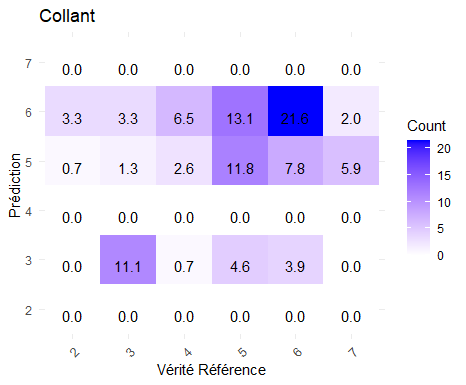 Collant
7 0.0 0.0 0.0 0.0 0.0 0.0
6 3.3 3.3 6.5 13.1 21.6 2.0
5 0.7 1.3 2.6 11.8 7.8 5.9
4 0.0 0.0 0.0 0.0 0.0 0.0
3 0.0 11.1 0.7 4.6 3.9 0.0
2 0.0 0.0 0.0 0.0 0.0 0.0
2 3 4 5 6 7
Vérité Référence
Prédiction
Count
20
15
10
5
0